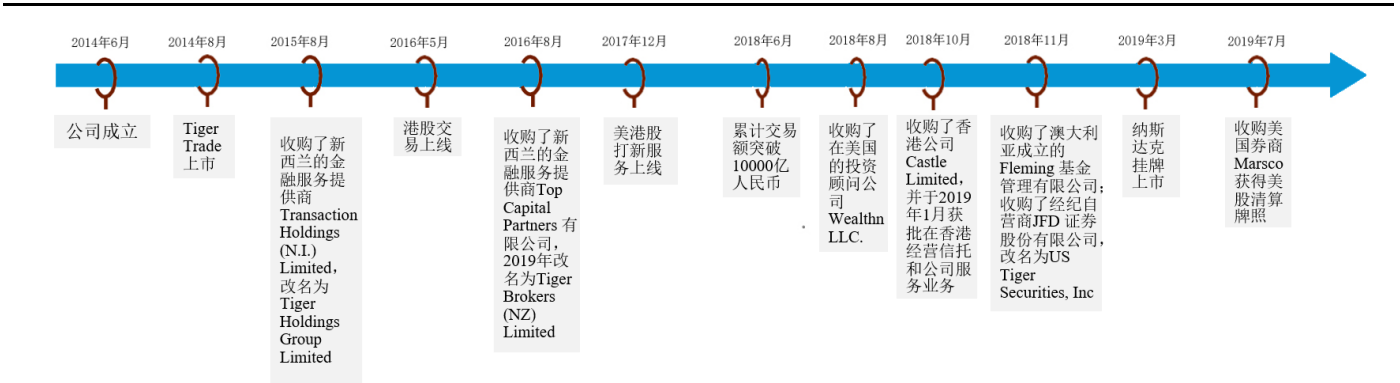 2014年6月
2014年8月
2015年8月
2016年5月
2016年8月
2017年12月
2018年6月
2018年8月
2018年10月
2018年11月
2019年3月
2019年7月
公司成立
Tiger
Trade
上市
收购了新
西兰的金
融服务提
供商
Transaction
Holdings
(N.I.)
Limited，
改名为
Tiger
Holdings
Group
Limited
港股交
易上线
收购了新
西兰的金
融服务提
供商Top
Capital
Partners 有
限公司，
2019年改
名为Tiger
Brokers
(NZ)
Limited
美港股
打新服
务上线
累计交易
额突破
10000亿
人民币
收购了
在美国
的投资
顾问公
司
Wealthn
LLC.
收购了香
港公司
Castle
Limited，
并于2019
年1月获
批在香港
经营信托
和公司服
务业务
收购了澳大利
亚成立的
Fleming 基金
管理有限公司；
收购了经纪自
营商JFD 证券
股份有限公司，
改名为US
Tiger
Securities, Inc
纳斯
达克
挂牌
上市
收购美
国券商
Marsco
获得美
股清算
牌照